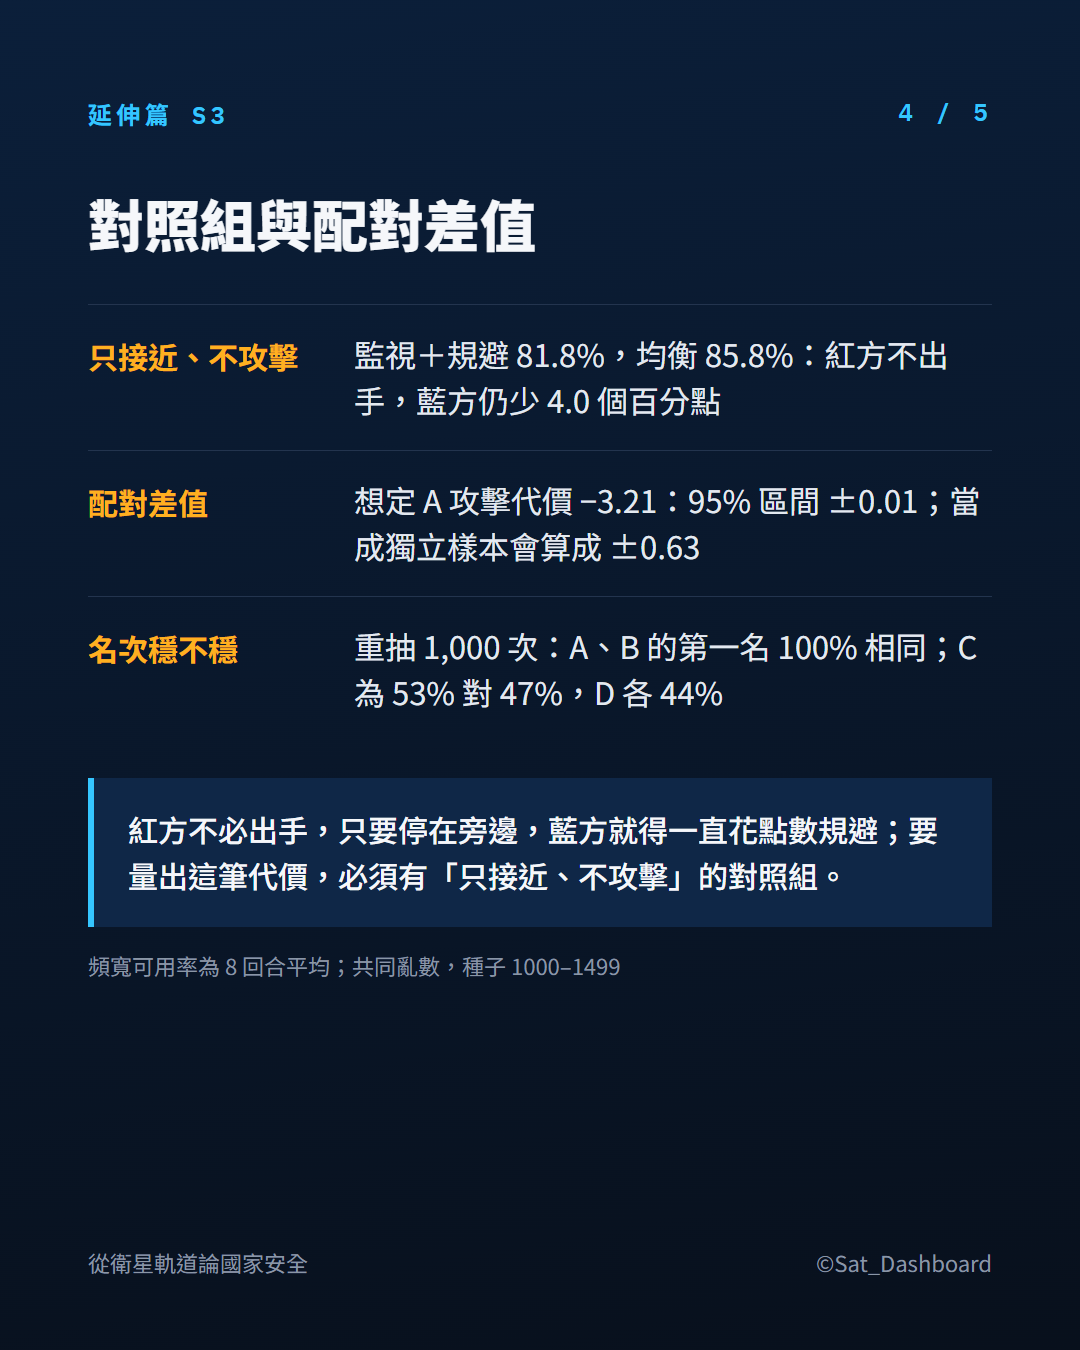 延伸篇 S3
4 / 5
對照組與配對差值
只接近、不攻擊
監視＋規避 81.8%，均衡 85.8%：紅方不出
手，藍方仍少 4.0 個百分點
配對差值
想定 A 攻擊代價 −3.21：95% 區間 ±0.01；當
成獨立樣本會算成 ±0.63
名次穩不穩
重抽 1,000 次：A、B 的第一名 100% 相同；C
為 53% 對 47%，D 各 44%
紅方不必出手，只要停在旁邊，藍方就得一直花點數規避；要
量出這筆代價，必須有「只接近、不攻擊」的對照組。
頻寬可用率為 8 回合平均；共同亂數，種子 1000–1499
從衛星軌道論國家安全
©Sat_Dashboard